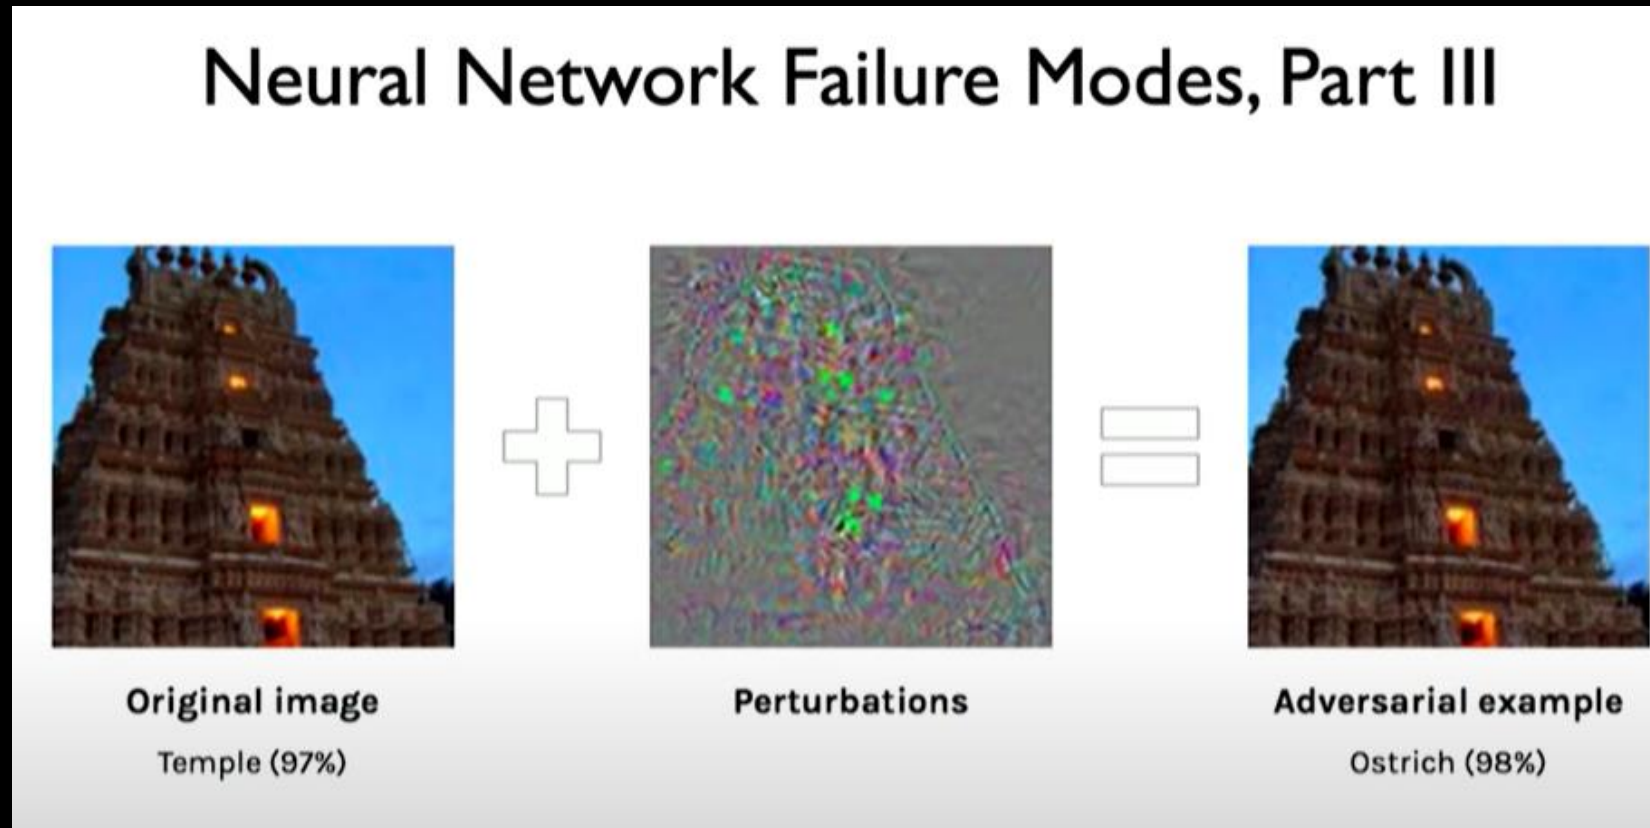 Neural Network Failure Modes, Part III
Original image
Temple (97%)
Perturbations
Adversarial example
Ostrich (98%)